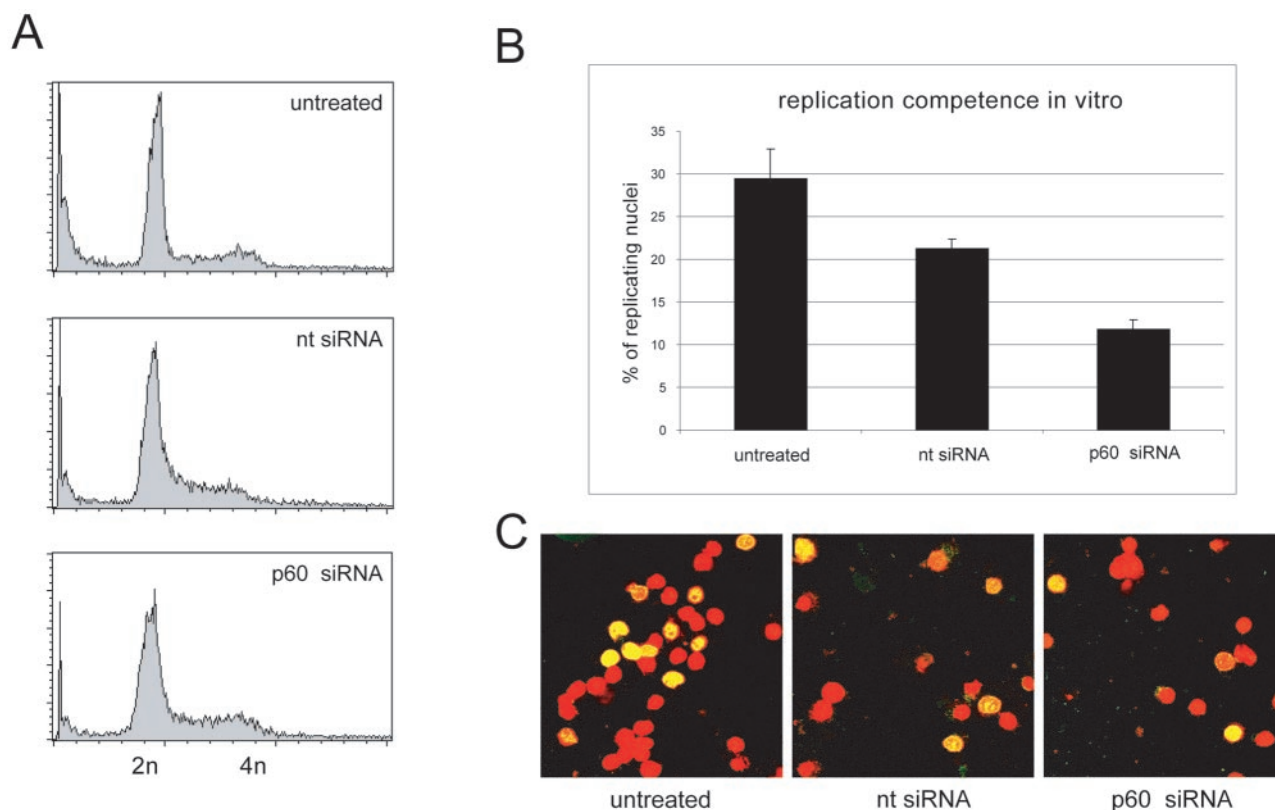 A
untreated
nt siRNA
p60 siRNA
2n 4n
B
replication competence in vitro
% of replicating nuclei
35
30
25
20
15
10
5
0
untreated nt siRNA p60 siRNA
C
untreated nt siRNA p60 siRNA